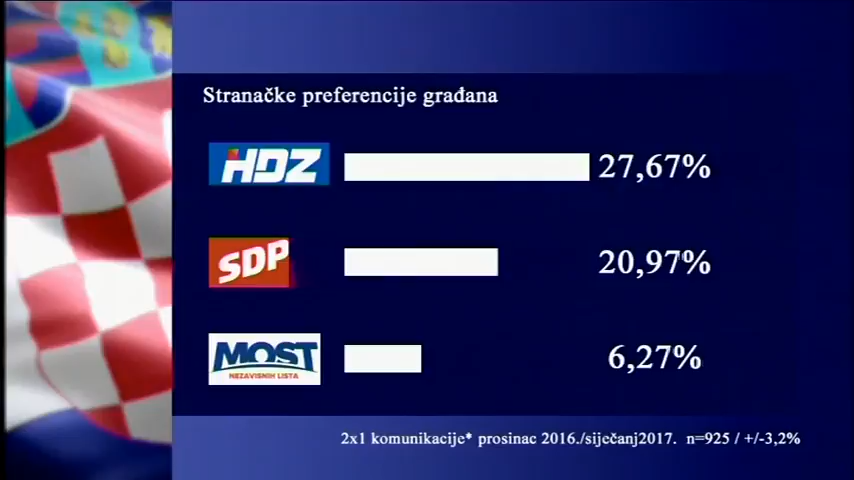 Stranačke preferencije građana
HDZ 27,67%
SDP 20,97%
MOST
NEZAVISNIH LISTA
6,27%
2x1 komunikacije* prosinac 2016./siječanj2017. n=925 / +/-3,2%